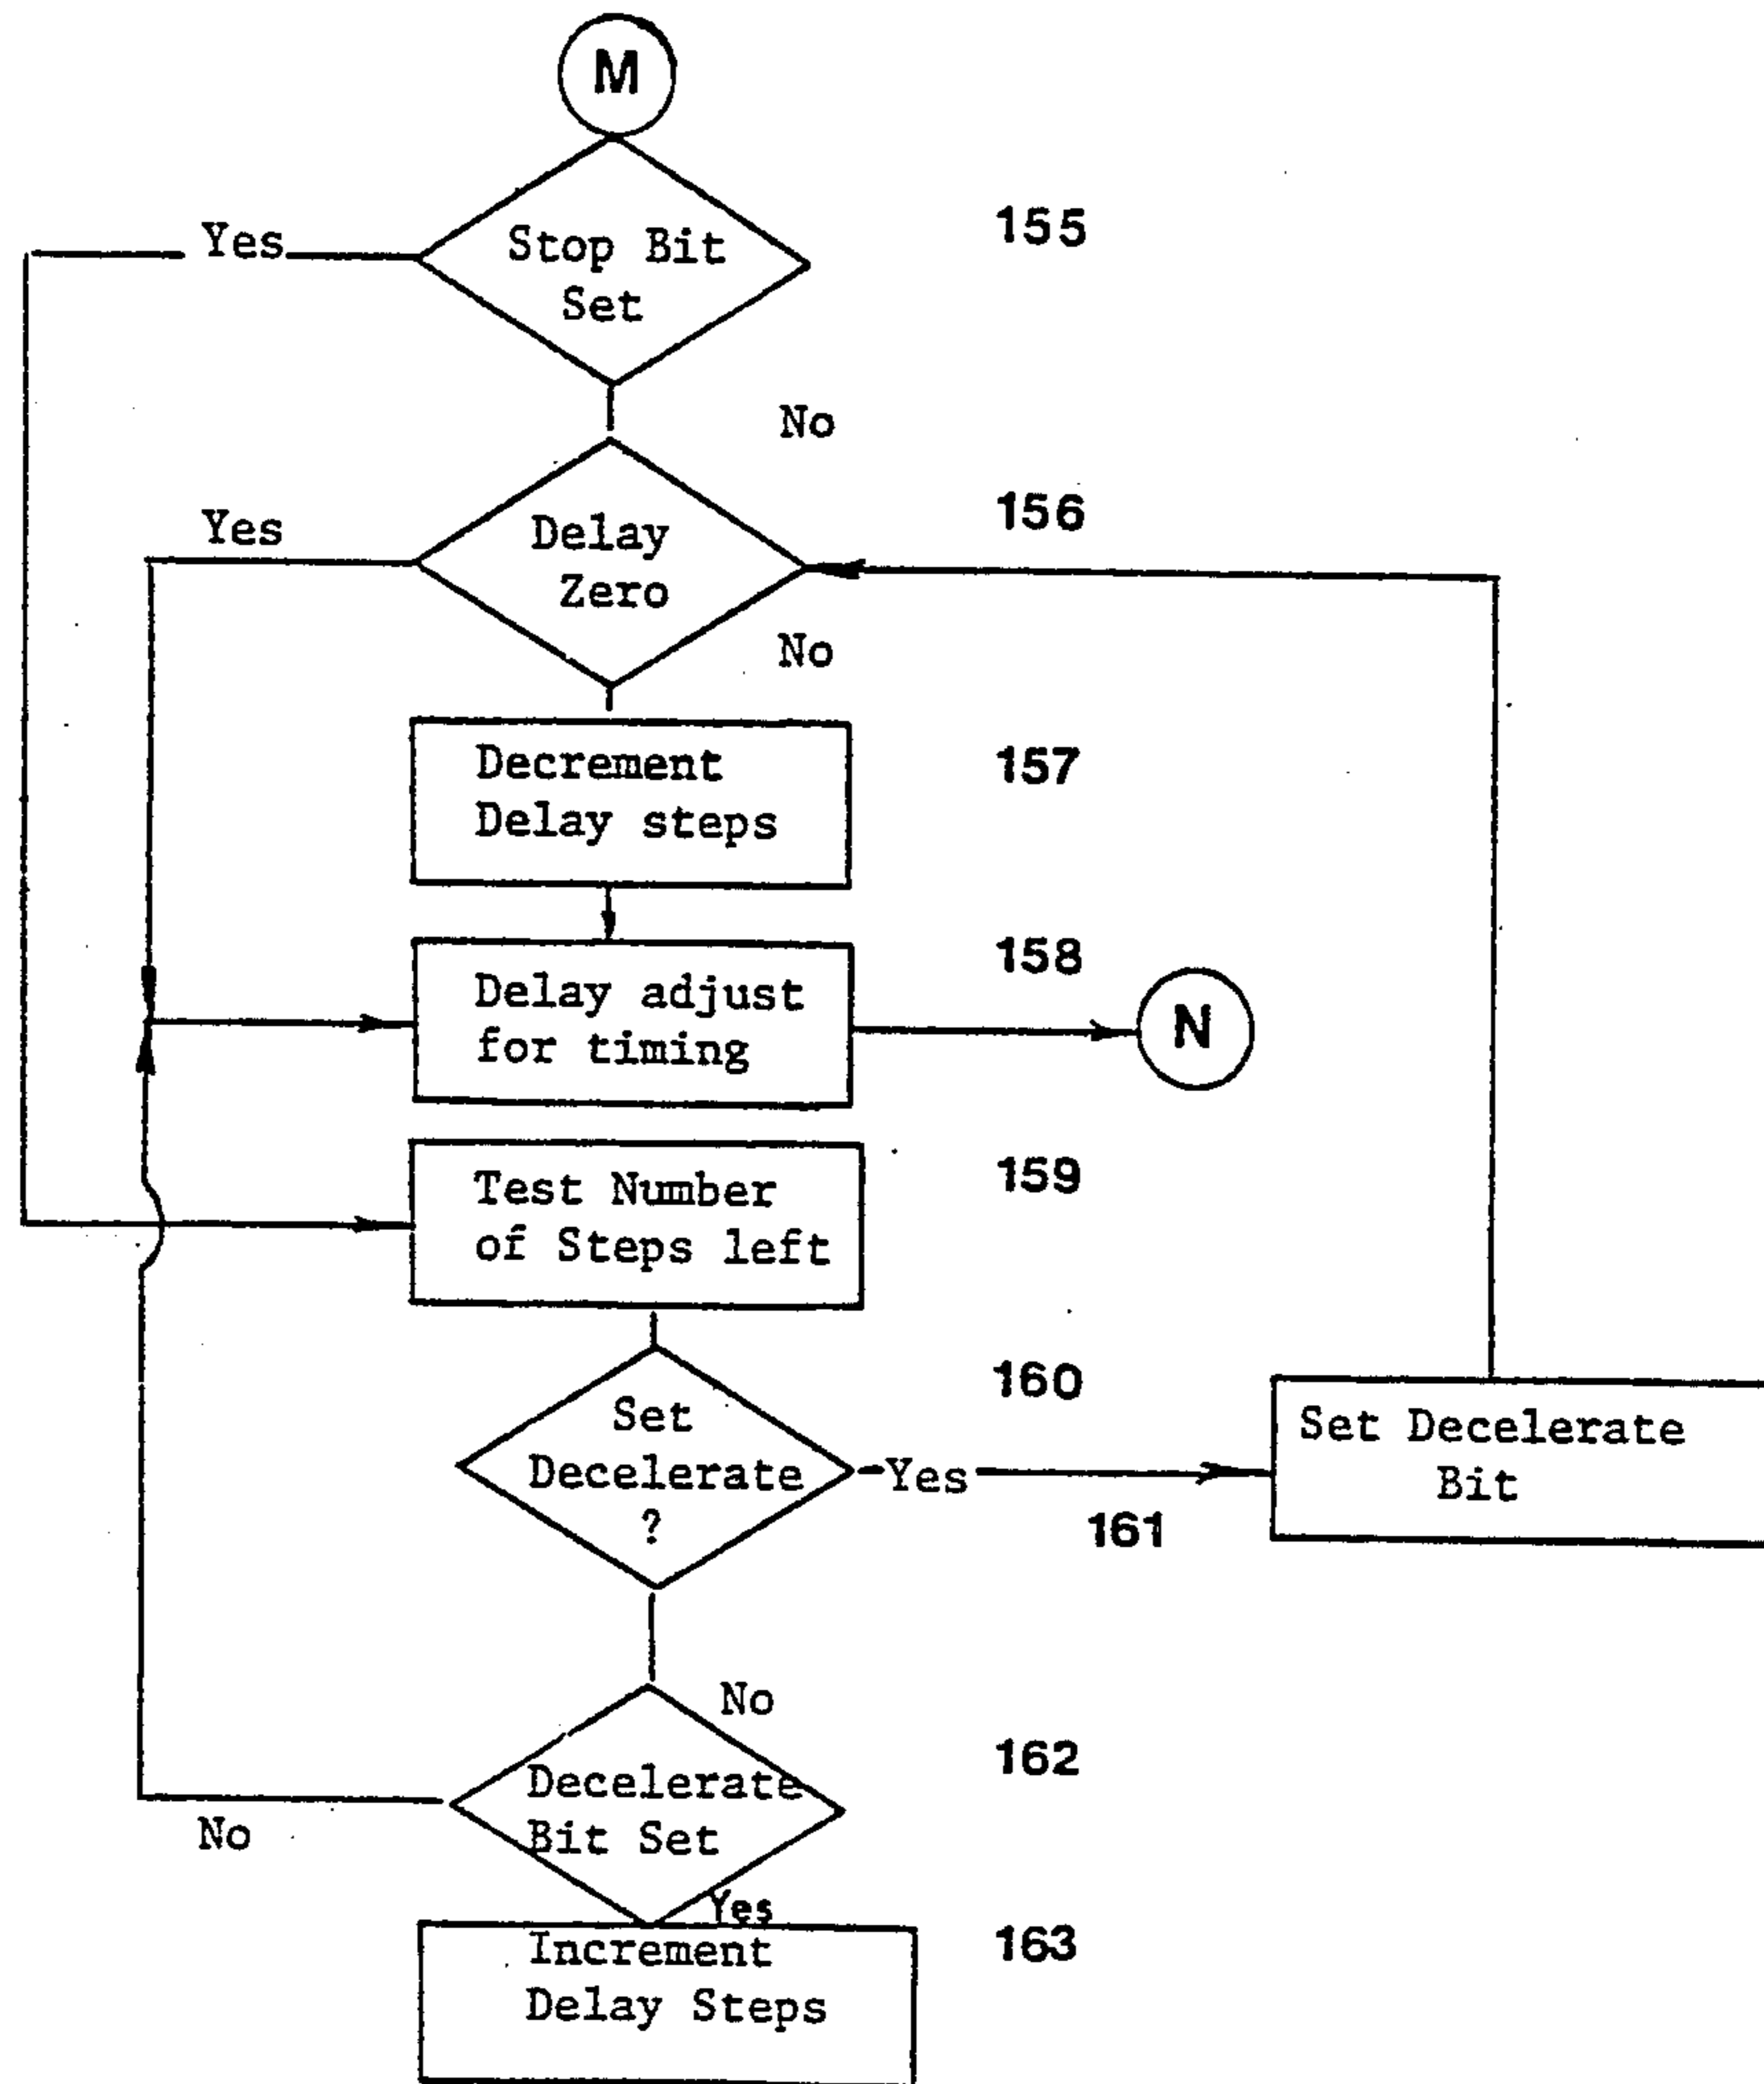 M
Stop Bit
Set
155
Yes
No
Delay
Zero
156
Yes
No
Decrement
Delay steps
157
Delay adjust
for timing
158
N
Test Number
of Steps left
159
Set
Decelerate
?
160
Yes
161
Set Decelerate
Bit
No
Decelerate
Bit Set
162
No
Yes
Increment
Delay Steps
163